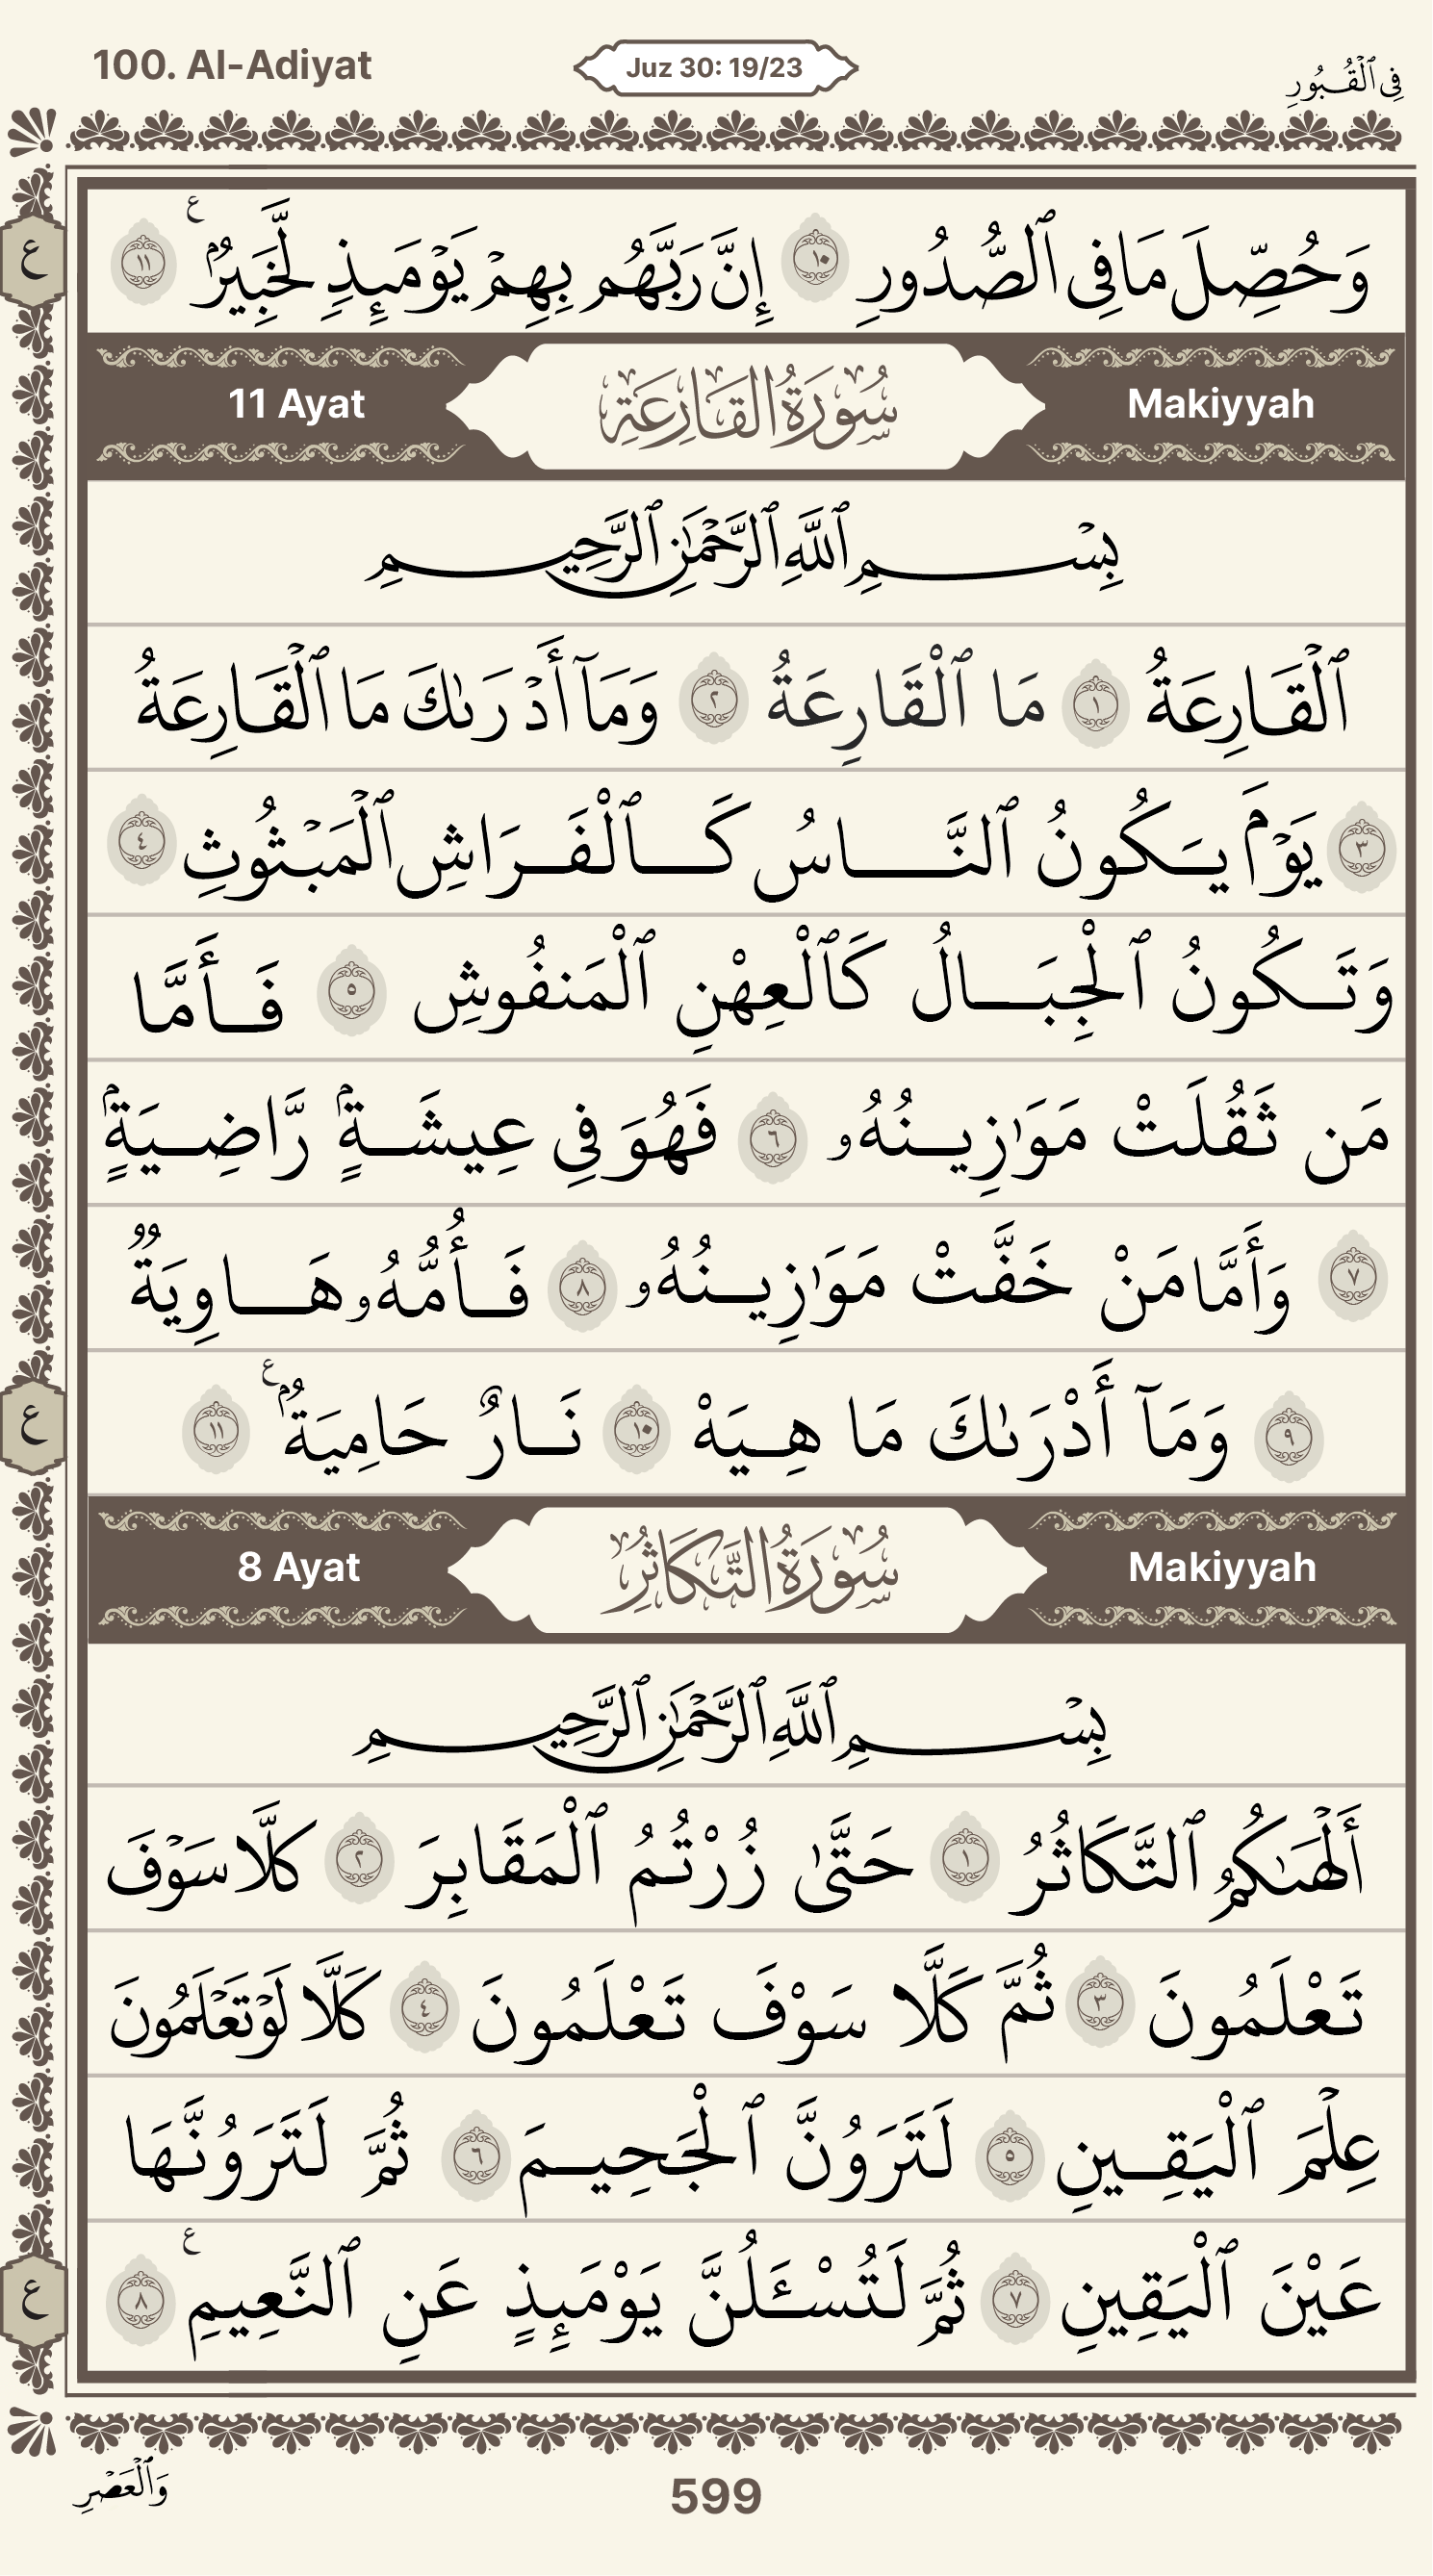 100. Al-Adiyat
Juz 30: 19/23
فِي ٱلْقُبُورِ
وَحُصِّلَ مَا فِى ٱلصُّدُورِ ١٠ إِنَّ رَبَّهُم بِهِمْ يَوْمَئِذٍ لَّخَبِيرٌۢ ١١
ع
ع
11 Ayat
سُورَةُ القَارِعَةِ
Makiyyah
بِسْمِ ٱللَّهِ ٱلرَّحْمَٰنِ ٱلرَّحِيمِ
ٱلْقَارِعَةُ ١ مَا ٱلْقَارِعَةُ ٢ وَمَآ أَدْرَىٰكَ مَا ٱلْقَارِعَةُ
٣ يَوْمَ يَكُونُ ٱلنَّاسُ كَٱلْفَرَاشِ ٱلْمَبْثُوثِ ٤
وَتَكُونُ ٱلْجِبَالُ كَٱلْعِهْنِ ٱلْمَنفُوشِ ٥ فَأَمَّا
مَن ثَقُلَتْ مَوَٰزِينُهُۥ ٦ فَهُوَ فِى عِيشَةٍۢ رَّاضِيَةٍۢ
٧ وَأَمَّا مَنْ خَفَّتْ مَوَٰزِينُهُۥ ٨ فَأُمُّهُۥ هَاوِيَةٌ
٩ وَمَآ أَدْرَىٰكَ مَا هِيَهْ ١٠ نَارٌ حَامِيَةٌۢ ١١
ع
ع
8 Ayat
سُورَةُ التَّكَاثُرِ
Makiyyah
بِسْمِ ٱللَّهِ ٱلرَّحْمَٰنِ ٱلرَّحِيمِ
أَلْهَىٰكُمُ ٱلتَّكَاثُرُ ١ حَتَّىٰ زُرْتُمُ ٱلْمَقَابِرَ ٢ كَلَّا سَوْفَ
تَعْلَمُونَ ٣ ثُمَّ كَلَّا سَوْفَ تَعْلَمُونَ ٤ كَلَّا لَوْ تَعْلَمُونَ
عِلْمَ ٱلْيَقِينِ ٥ لَتَرَوُنَّ ٱلْجَحِيمَ ٦ ثُمَّ لَتَرَوُنَّهَا
عَيْنَ ٱلْيَقِينِ ٧ ثُمَّ لَتُسْـَٔلُنَّ يَوْمَئِذٍ عَنِ ٱلنَّعِيمِ ٨
ع
ع
وَٱلْعَصْرِ
599